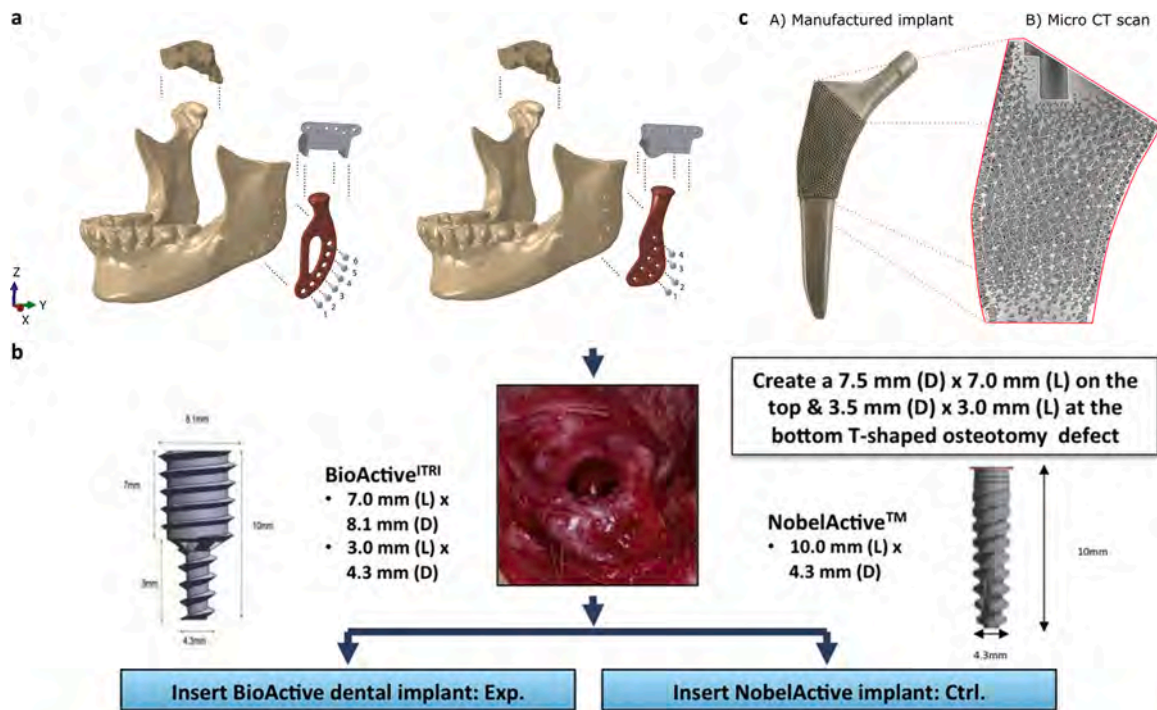 a
c
A) Manufactured implant
B) Micro CT scan
6
5
4
3
2
1
4
3
2
1
Z
Y
X
b
Create a 7.5 mm (D) x 7.0 mm (L) on the
top & 3.5 mm (D) x 3.0 mm (L) at the
bottom T-shaped osteotomy defect
8.1mm
7mm
10mm
3mm
4.3mm
BioActiveITRI
• 7.0 mm (L) x
8.1 mm (D)
• 3.0 mm (L) x
4.3 mm (D)
NobelActive™
• 10.0 mm (L) x
4.3 mm (D)
10mm
4.3mm
Insert BioActive dental implant: Exp.
Insert NobelActive implant: Ctrl.